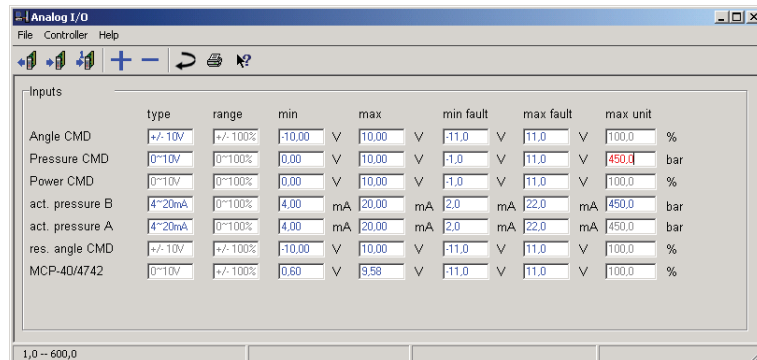 Analog I/O
File Controller Help
Inputs
type range min max min fault max fault max unit
Angle CMD +/- 10V +/- 100% -10,00 V 10,00 V -11,0 V 11,0 V 100,0 %
Pressure CMD 0~10V 0~100% 0,00 V 10,00 V -1,0 V 11,0 V 450,0 bar
Power CMD 0~10V 0~100% 0,00 V 10,00 V -1,0 V 11,0 V 100,0 %
act. pressure B 4~20mA 0~100% 4,00 mA 20,00 mA 2,0 mA 22,0 mA 450,0 bar
act. pressure A 4~20mA 0~100% 4,00 mA 20,00 mA 2,0 mA 22,0 mA 450,0 bar
res. angle CMD +/- 10V +/- 100% -10,00 V 10,00 V -11,0 V 11,0 V 100,0 %
MCP-40/4742 0~10V +/- 100% 0,60 V 9,58 V -11,0 V 11,0 V 100,0 %
1,0 -- 600,0